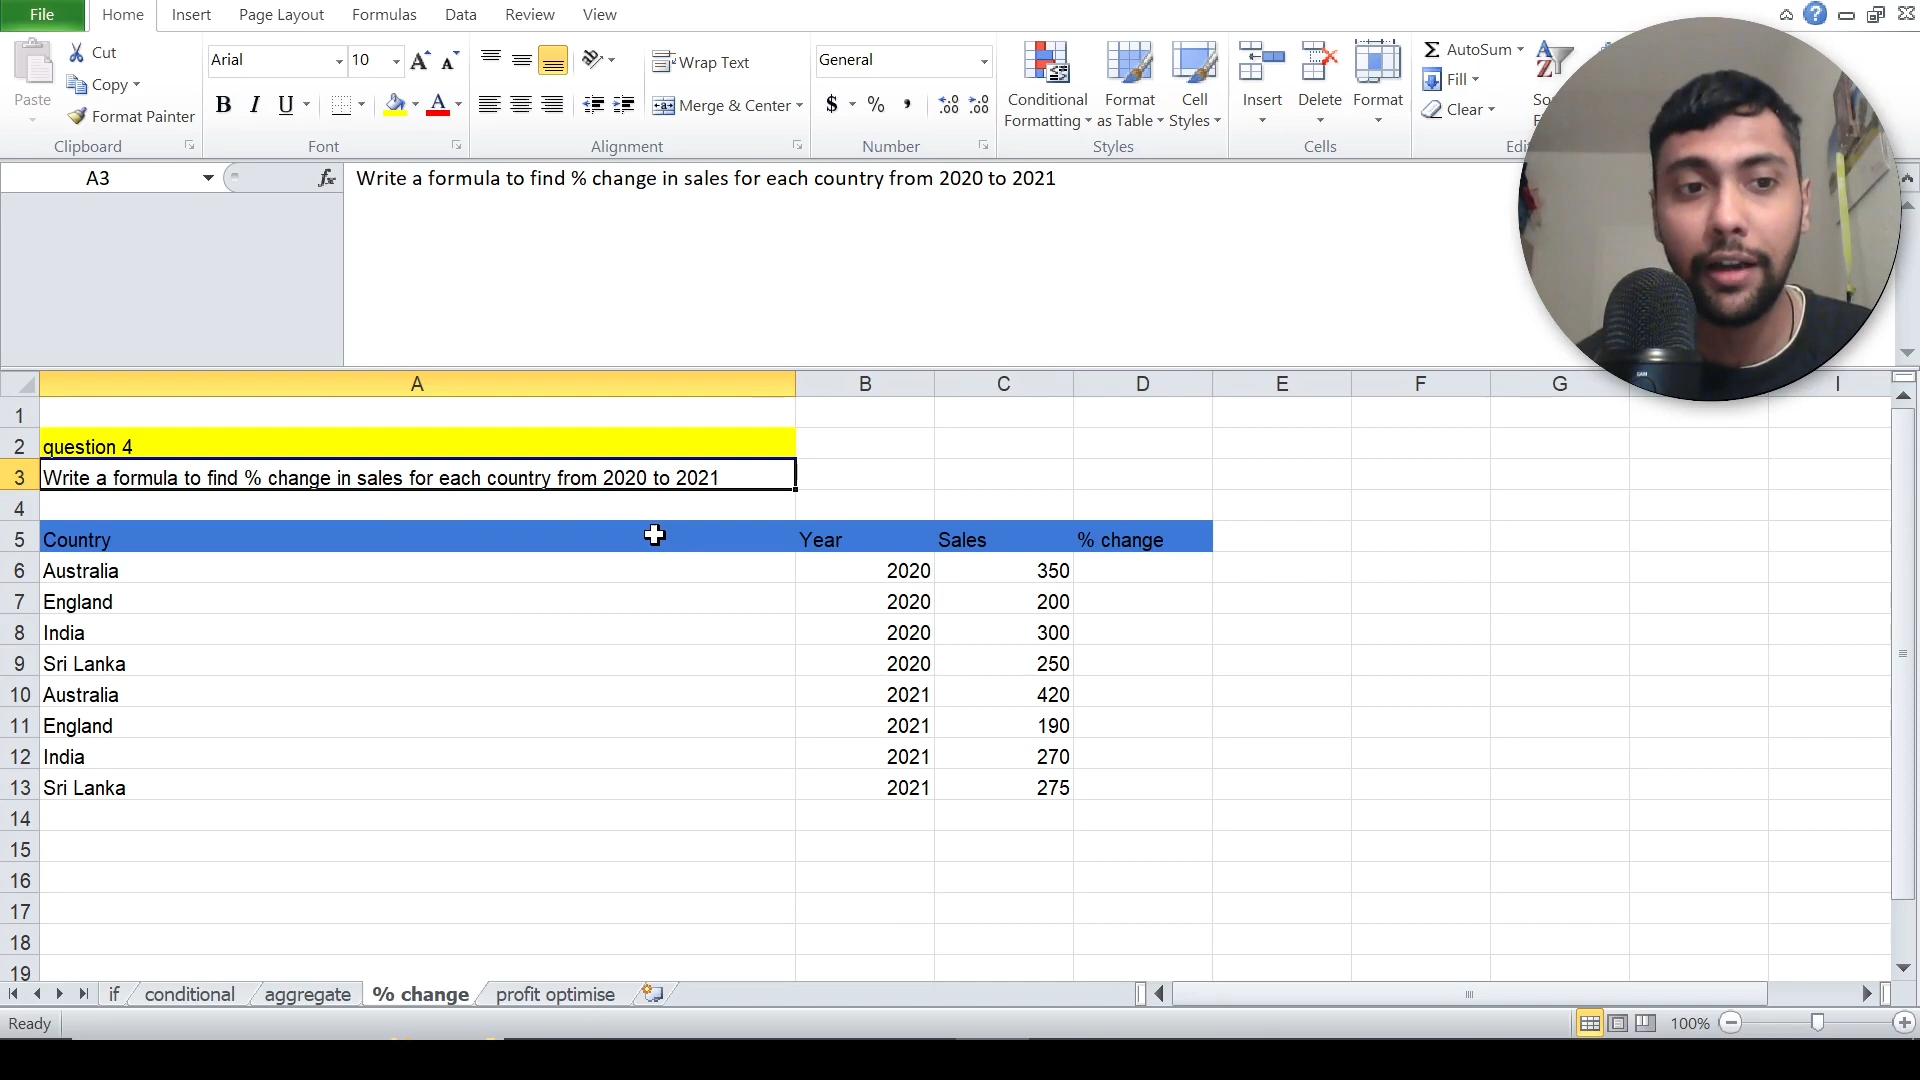 File Home Insert Page Layout Formulas Data Review View
Cut
Copy
Format Painter
Paste
Clipboard
Arial 10
B I U
Font
Wrap Text
Merge & Center
Alignment
General
$ % ,
Number
Conditional Formatting
Format as Table
Cell Styles
Styles
Insert Delete Format
Cells
AutoSum
Fill
Clear
A3 fx Write a formula to find % change in sales for each country from 2020 to 2021
A B C D E F G I
1
2 question 4
3 Write a formula to find % change in sales for each country from 2020 to 2021
4
5 Country Year Sales % change
6 Australia 2020 350
7 England 2020 200
8 India 2020 300
9 Sri Lanka 2020 250
10 Australia 2021 420
11 England 2021 190
12 India 2021 270
13 Sri Lanka 2021 275
14
15
16
17
18
19
if conditional aggregate % change profit optimise
Ready 100%